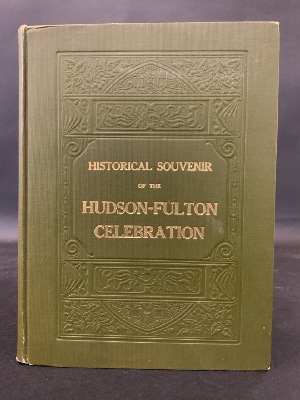 HISTORICAL SOUVENIR
OF THE
HUDSON-FULTON
CELEBRATION